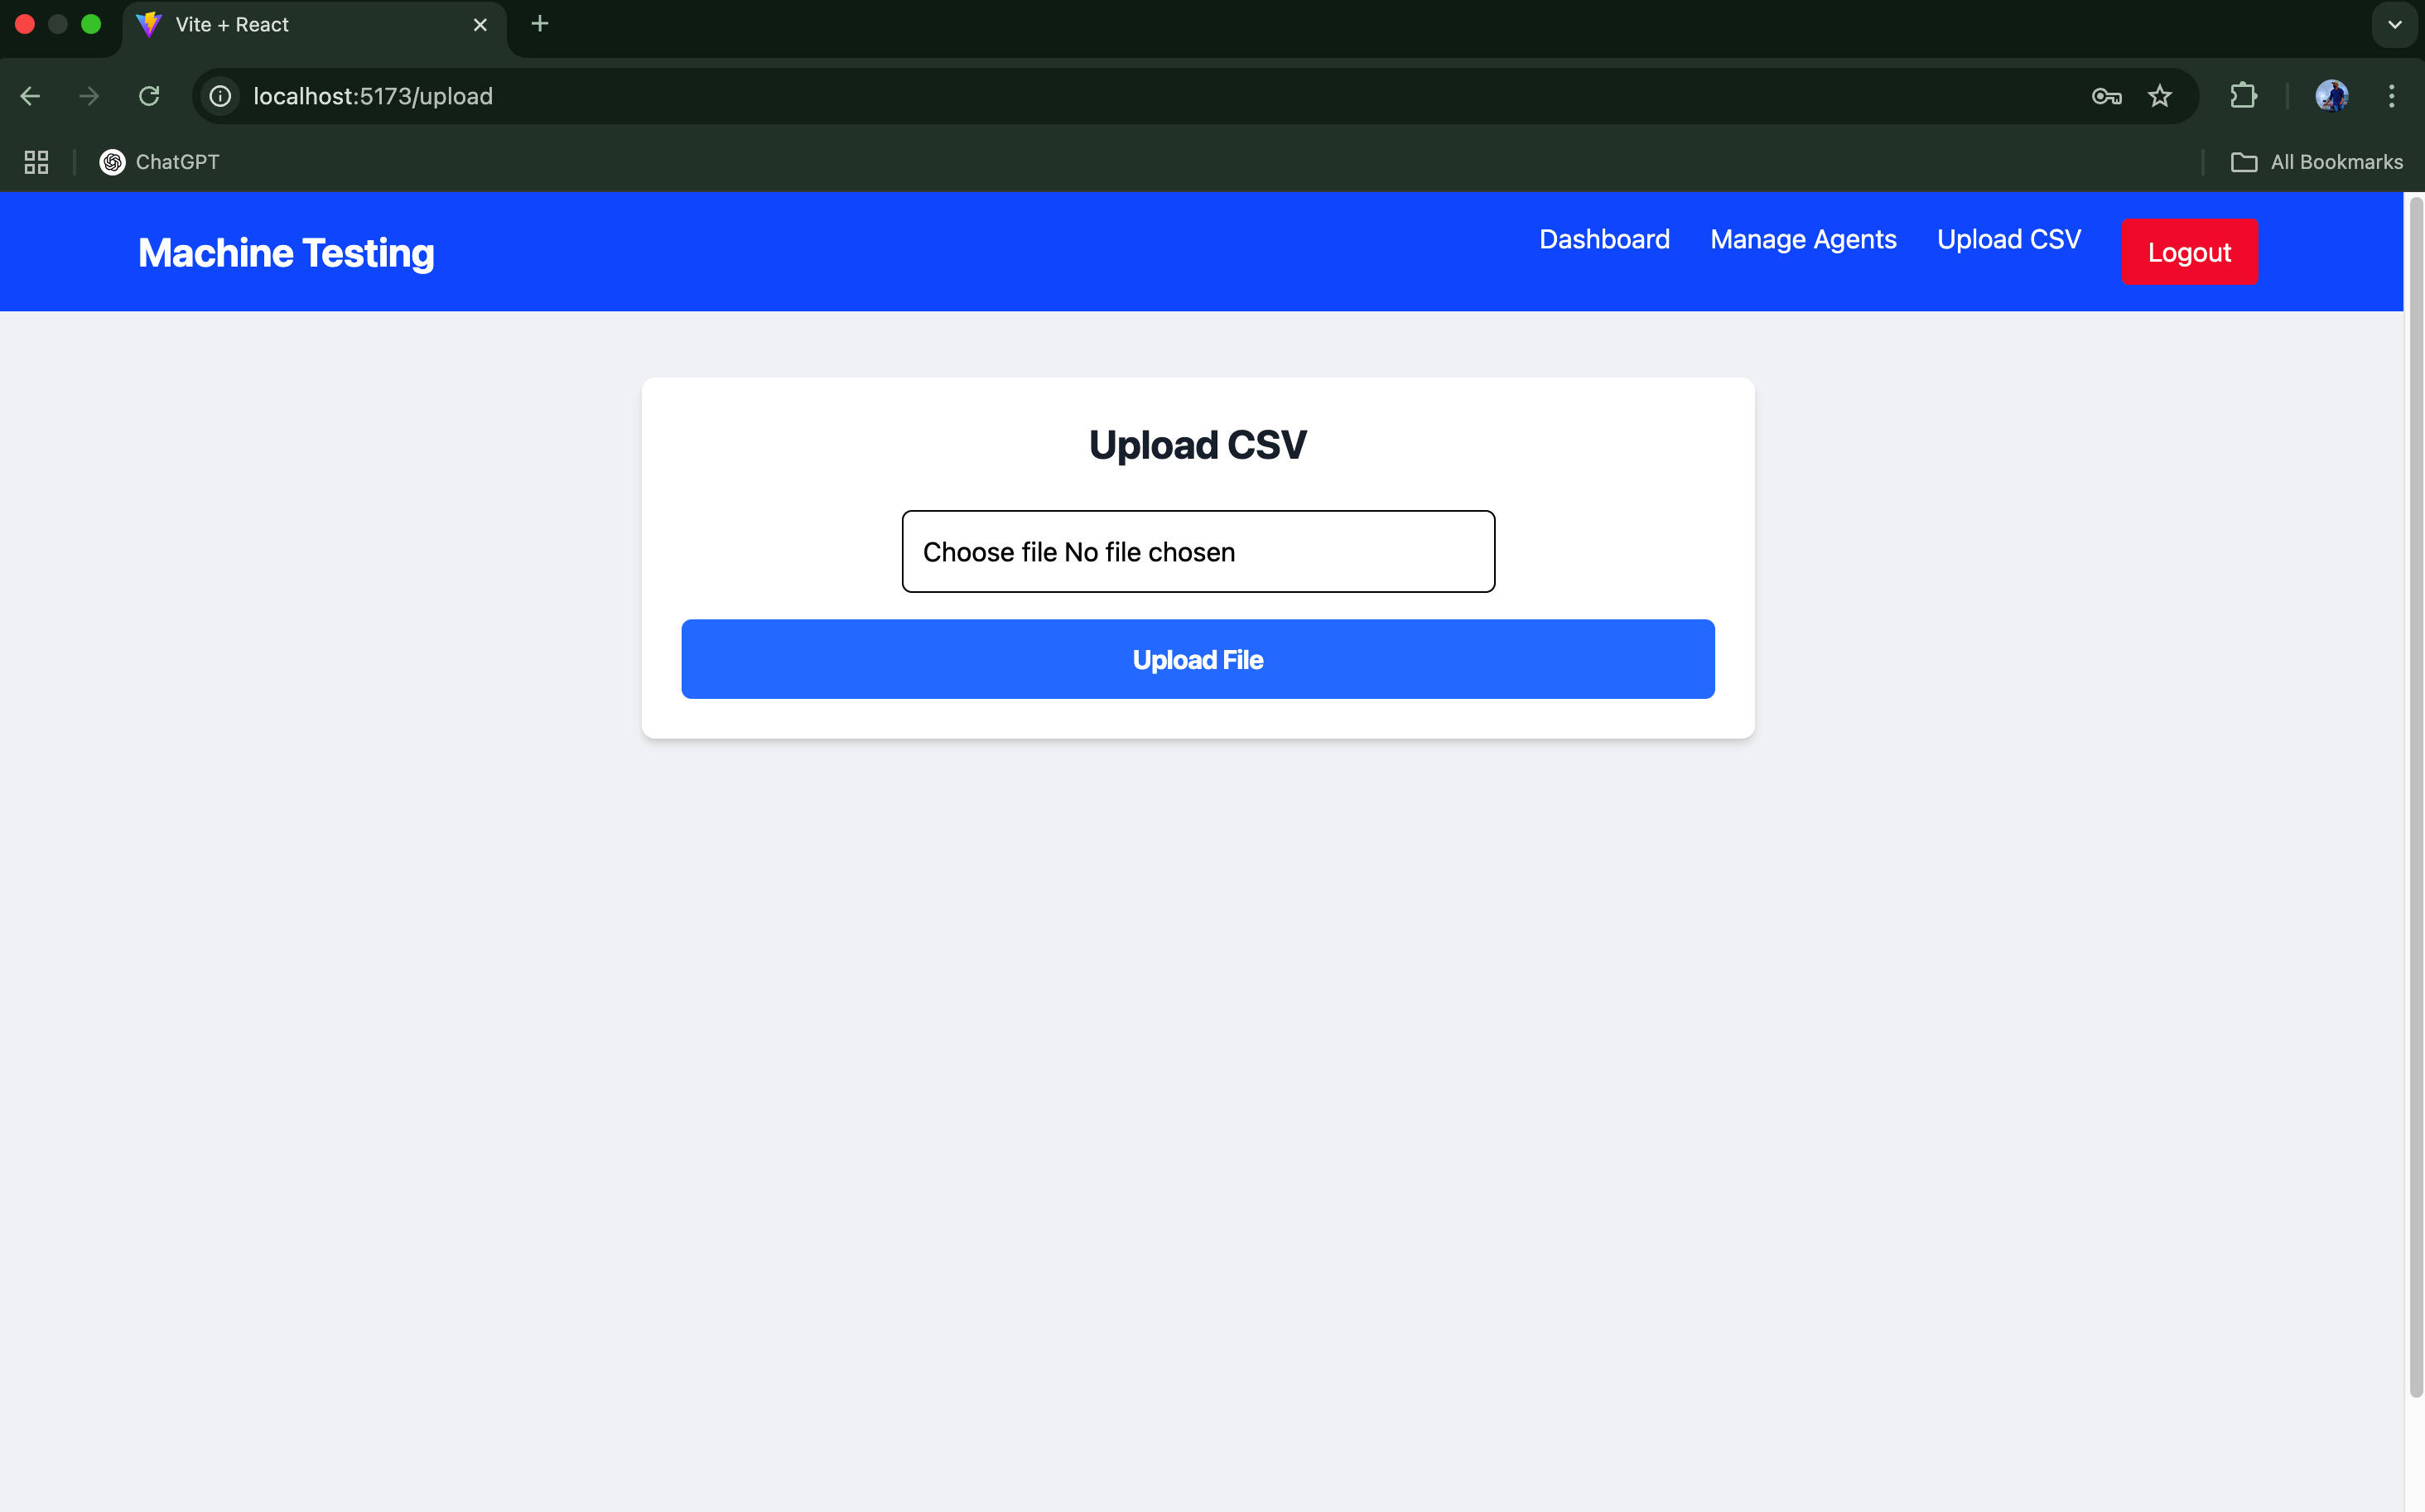 Vite + React
localhost:5173/upload
ChatGPT
All Bookmarks
Machine Testing
Dashboard
Manage Agents
Upload CSV
Logout
Upload CSV
Choose file No file chosen
Upload File